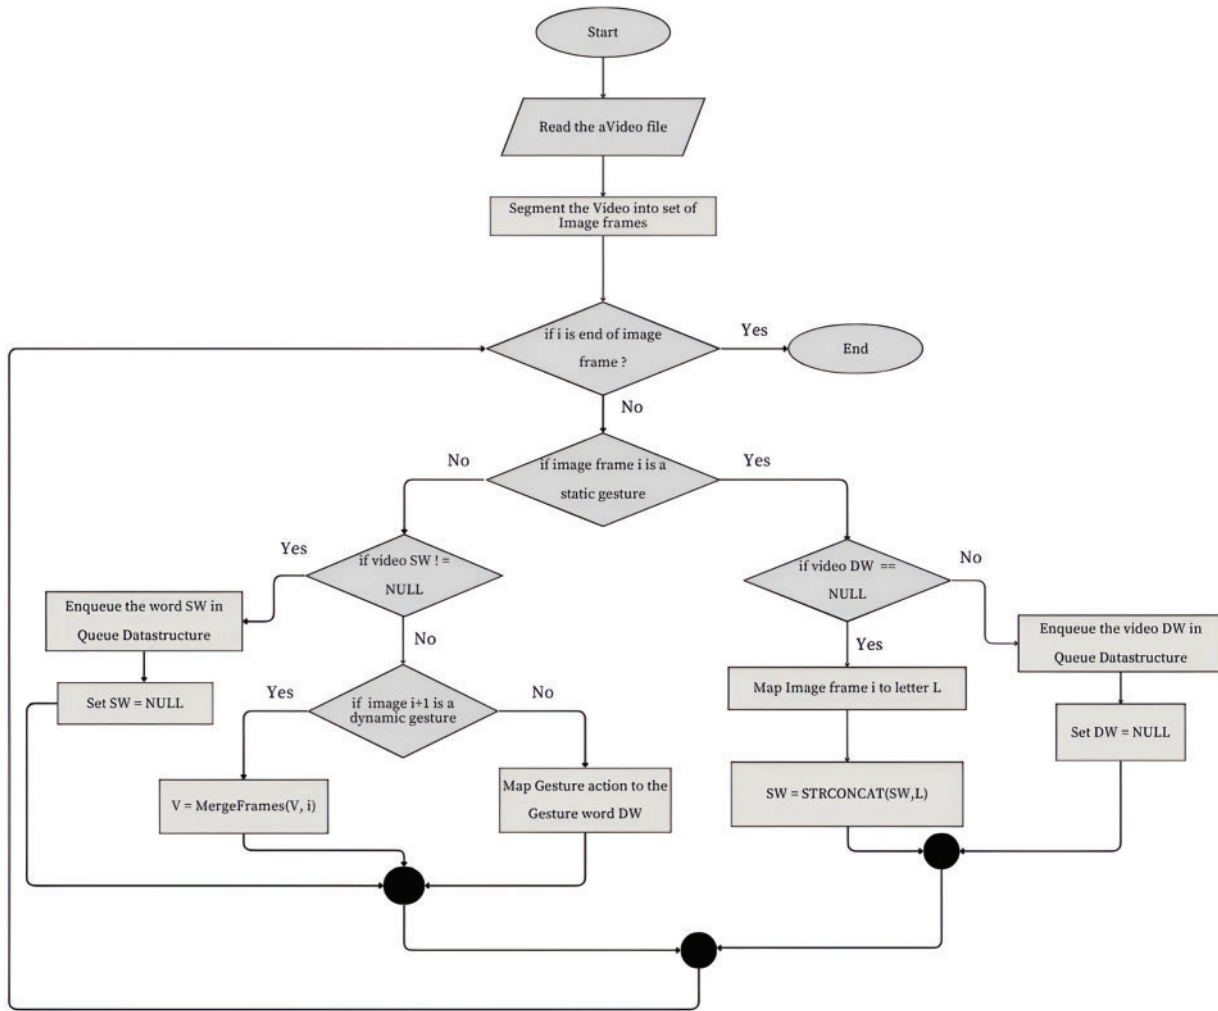 Start
Read the aVideo file
Segment the Video into set of
Image frames
if i is end of image
frame ?
Yes
End
No
if image frame i is a
static gesture
No
Yes
if video SW ! =
NULL
Yes
No
if video DW ==
NULL
No
Yes
Enqueue the word SW in
Queue Datastructure
Set SW = NULL
if image i+1 is a
dynamic gesture
Yes
No
V = MergeFrames(V, i)
Map Gesture action to the
Gesture word DW
Map Image frame i to letter L
SW = STRCONCAT(SW,L)
Enqueue the video DW in
Queue Datastructure
Set DW = NULL